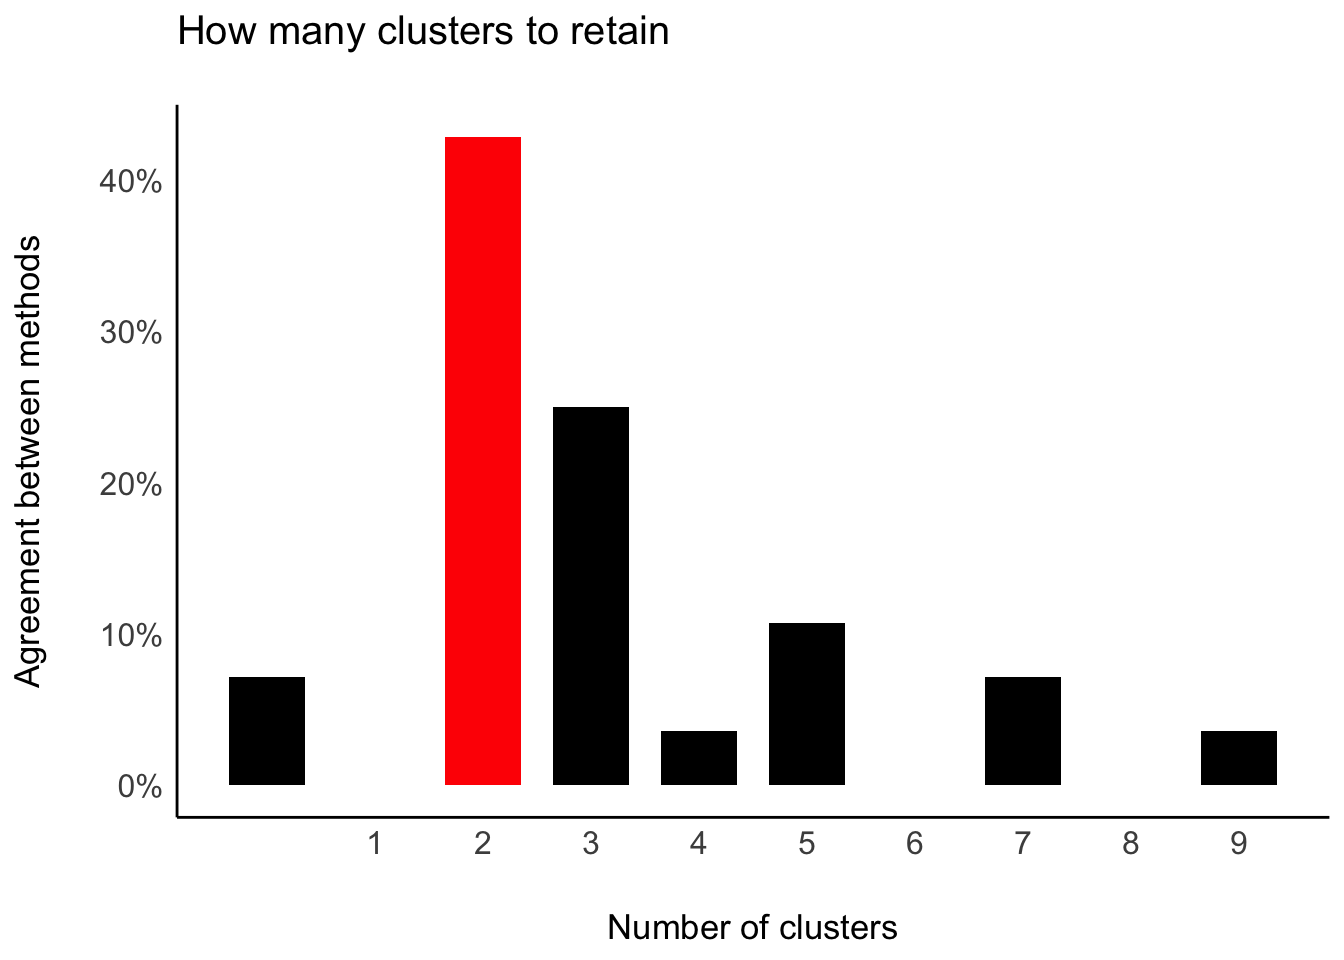 How many clusters to retain
Agreement between methods
40%
30%
20%
10%
0%
1 2 3 4 5 6 7 8 9
Number of clusters